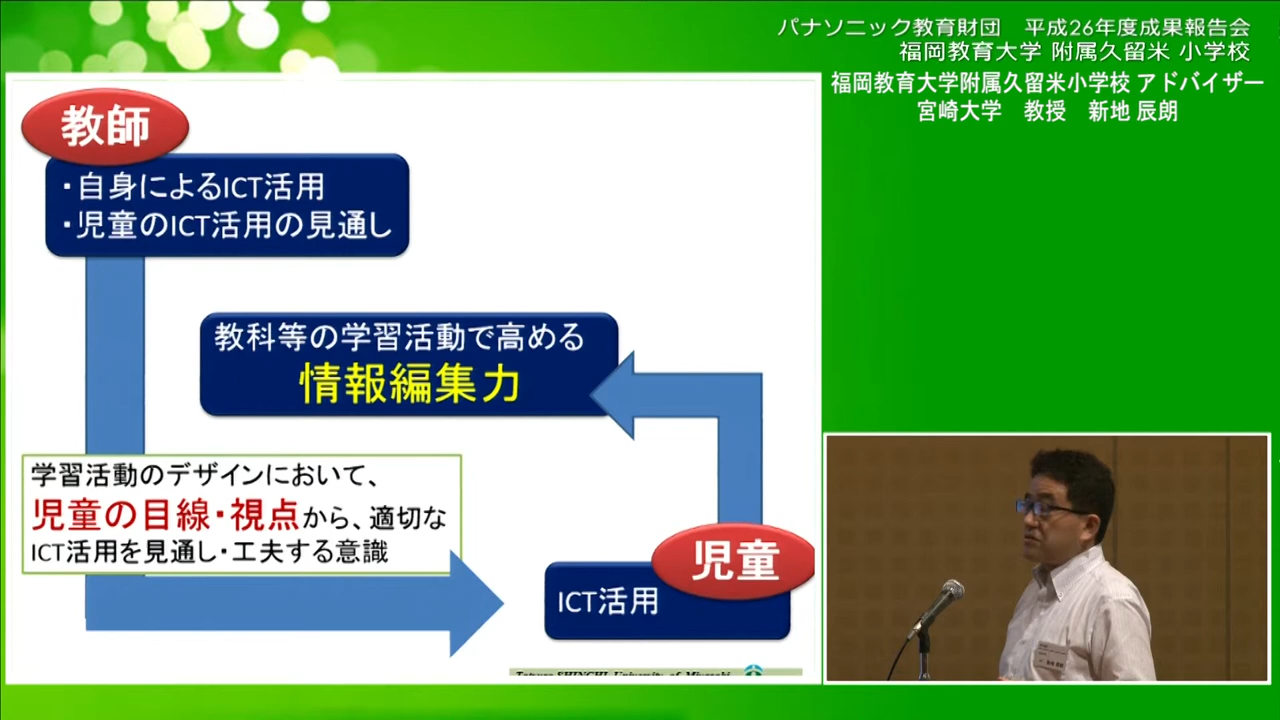 パナソニック教育財団　平成26年度成果報告会
福岡教育大学 附属久留米 小学校
福岡教育大学附属久留米小学校 アドバイザー
宮崎大学　教授　新地 辰朗
教師
・自身によるICT活用
・児童のICT活用の見通し
教科等の学習活動で高める
情報編集力
学習活動のデザインにおいて、
児童の目線・視点から、適切な
ICT活用を見通し・工夫する意識
児童
ICT活用
SHINCHI, University of Miyazaki